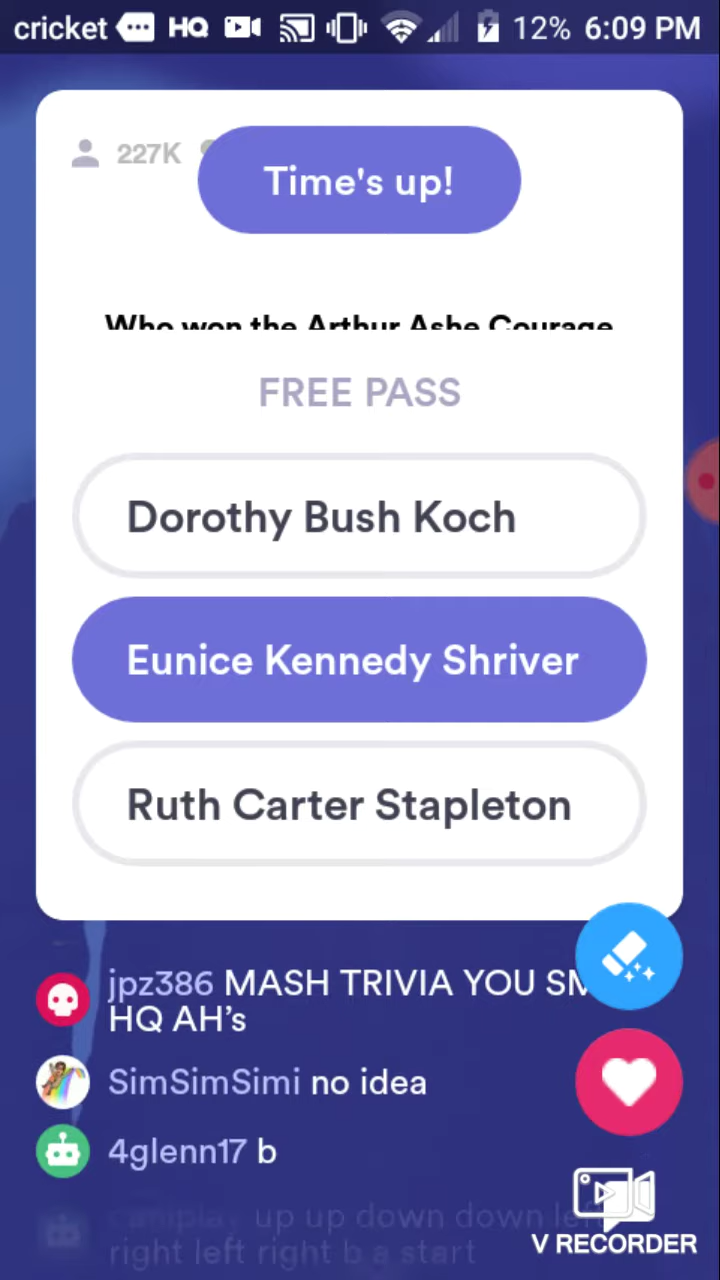 cricket HQ 12% 6:09 PM
227K
Time's up!
Who won the Arthur Ashe Courage
FREE PASS
Dorothy Bush Koch
Eunice Kennedy Shriver
Ruth Carter Stapleton
jpz386 MASH TRIVIA YOU
HQ AH's
SimSimSimi no idea
4glenn17 b
up up down down left
right left right b a start
V RECORDER